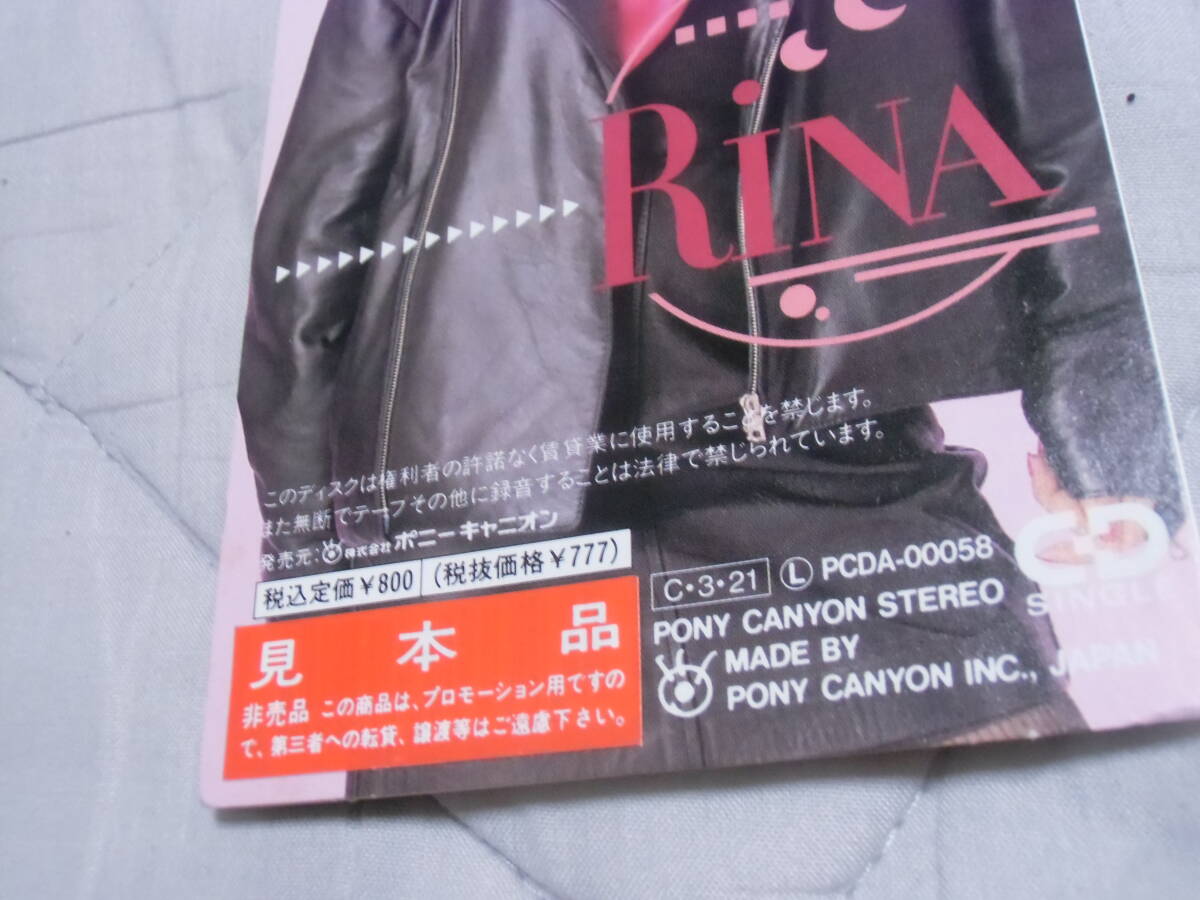 RiNA
このディスクは権利者の許諾なく賃貸業に使用することを禁じます。
また無断でテープその他に録音することは法律で禁じられています。
発売元:株式会社ポニーキャニオン
税込定価¥800 (税抜価格¥777)
見本品
非売品 この商品は、プロモーション用ですの
で、第三者への転貸、譲渡等はご遠慮下さい。
C・3・21 Ⓛ PCDA-00058
PONY CANYON STEREO
MADE BY
PONY CANYON INC., JAPAN
CD
SINGLE